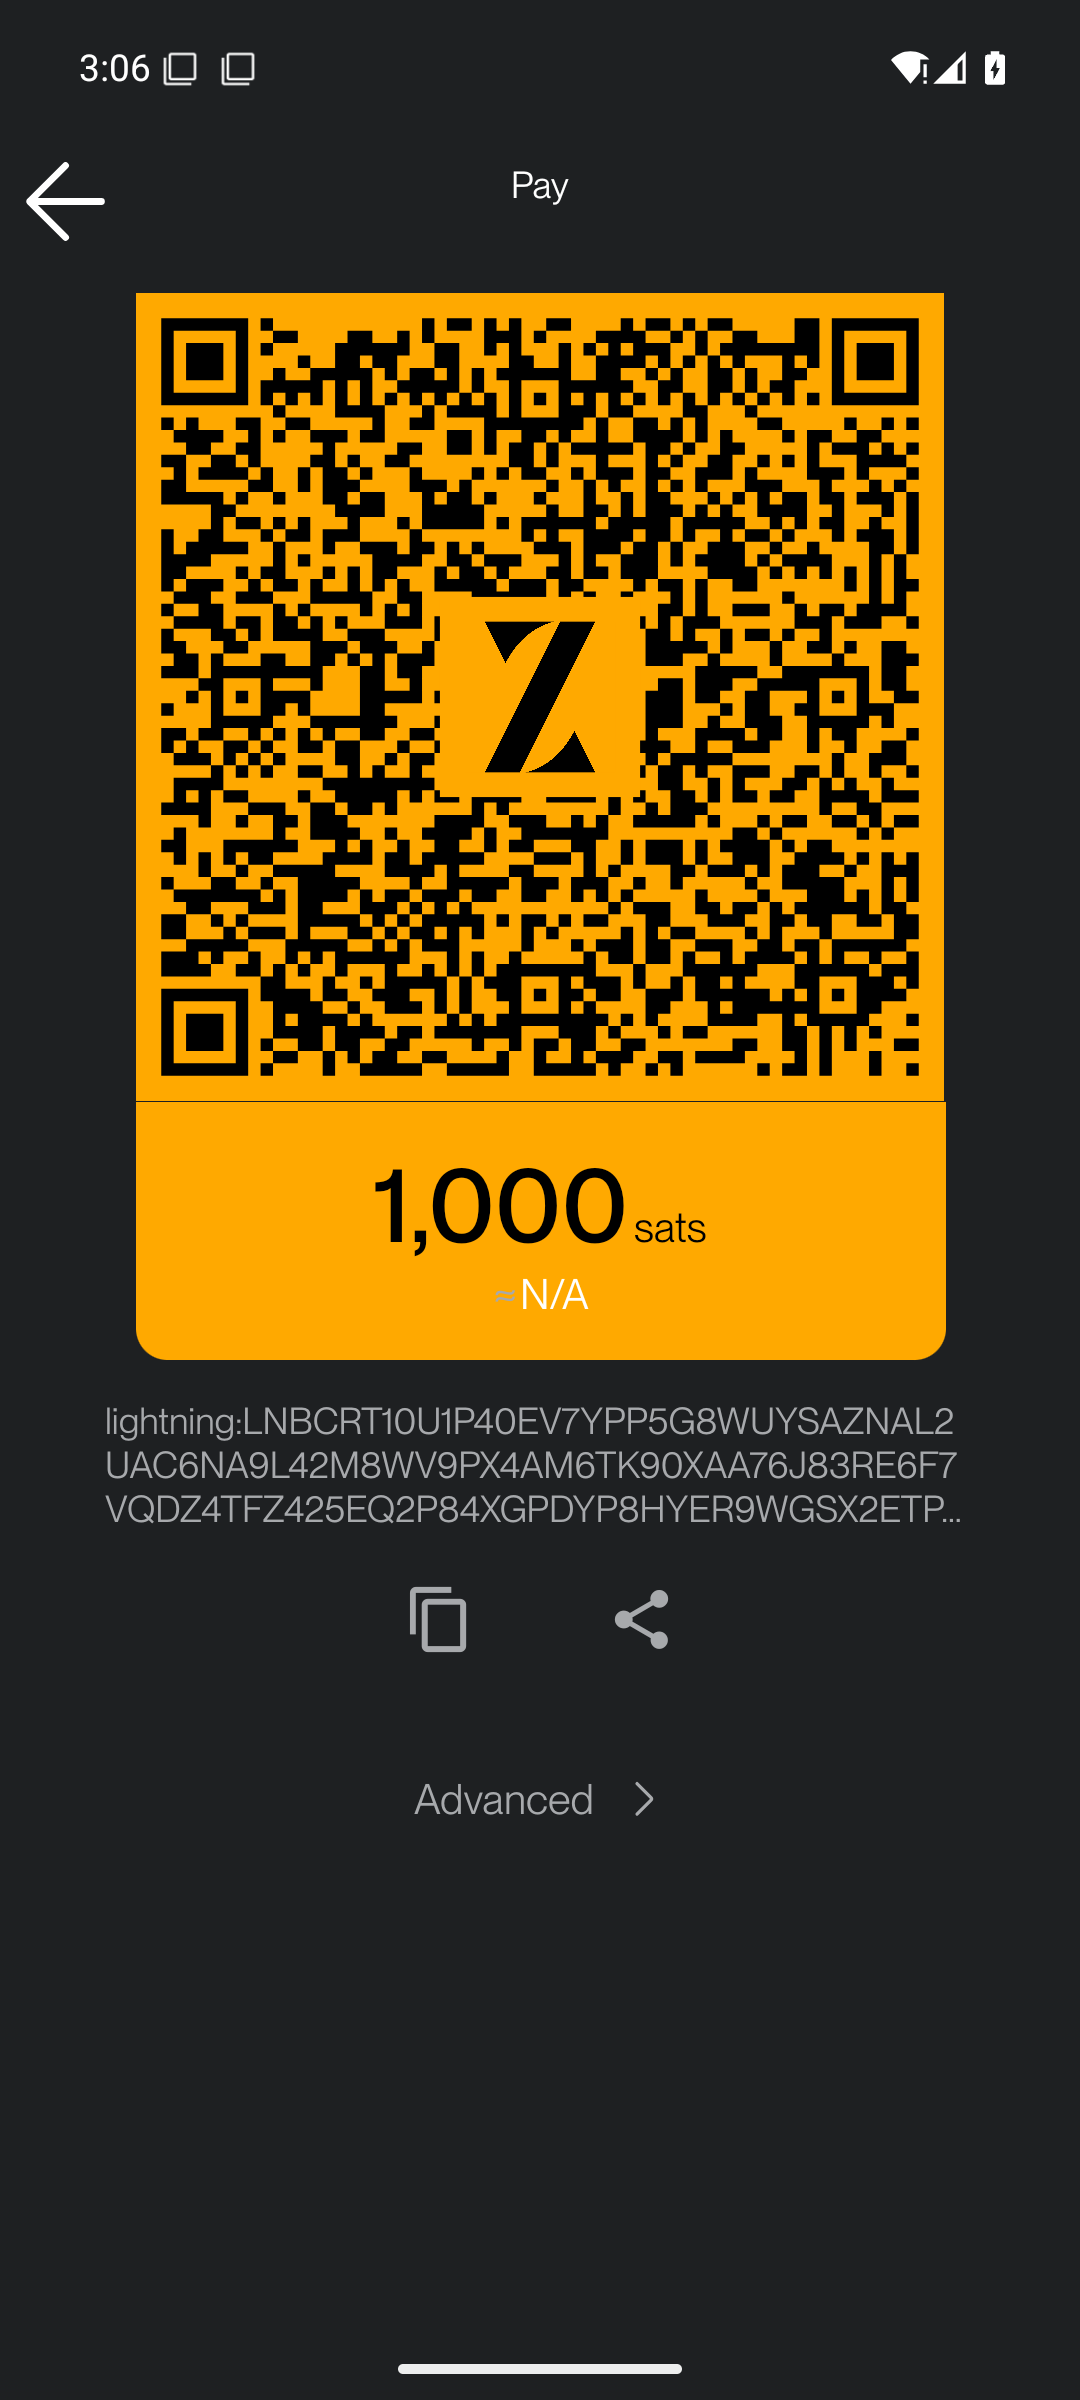 3:06
Pay
1,000 sats
≈N/A
lightning:LNBCRT10U1P40EV7YPP5G8WUYSAZNAL2
UAC6NA9L42M8WV9PX4AM6TK90XAA76J83RE6F7
VQDZ4TFZ425EQ2P84XGPDYP8HYER9WGSX2ETP...
Advanced